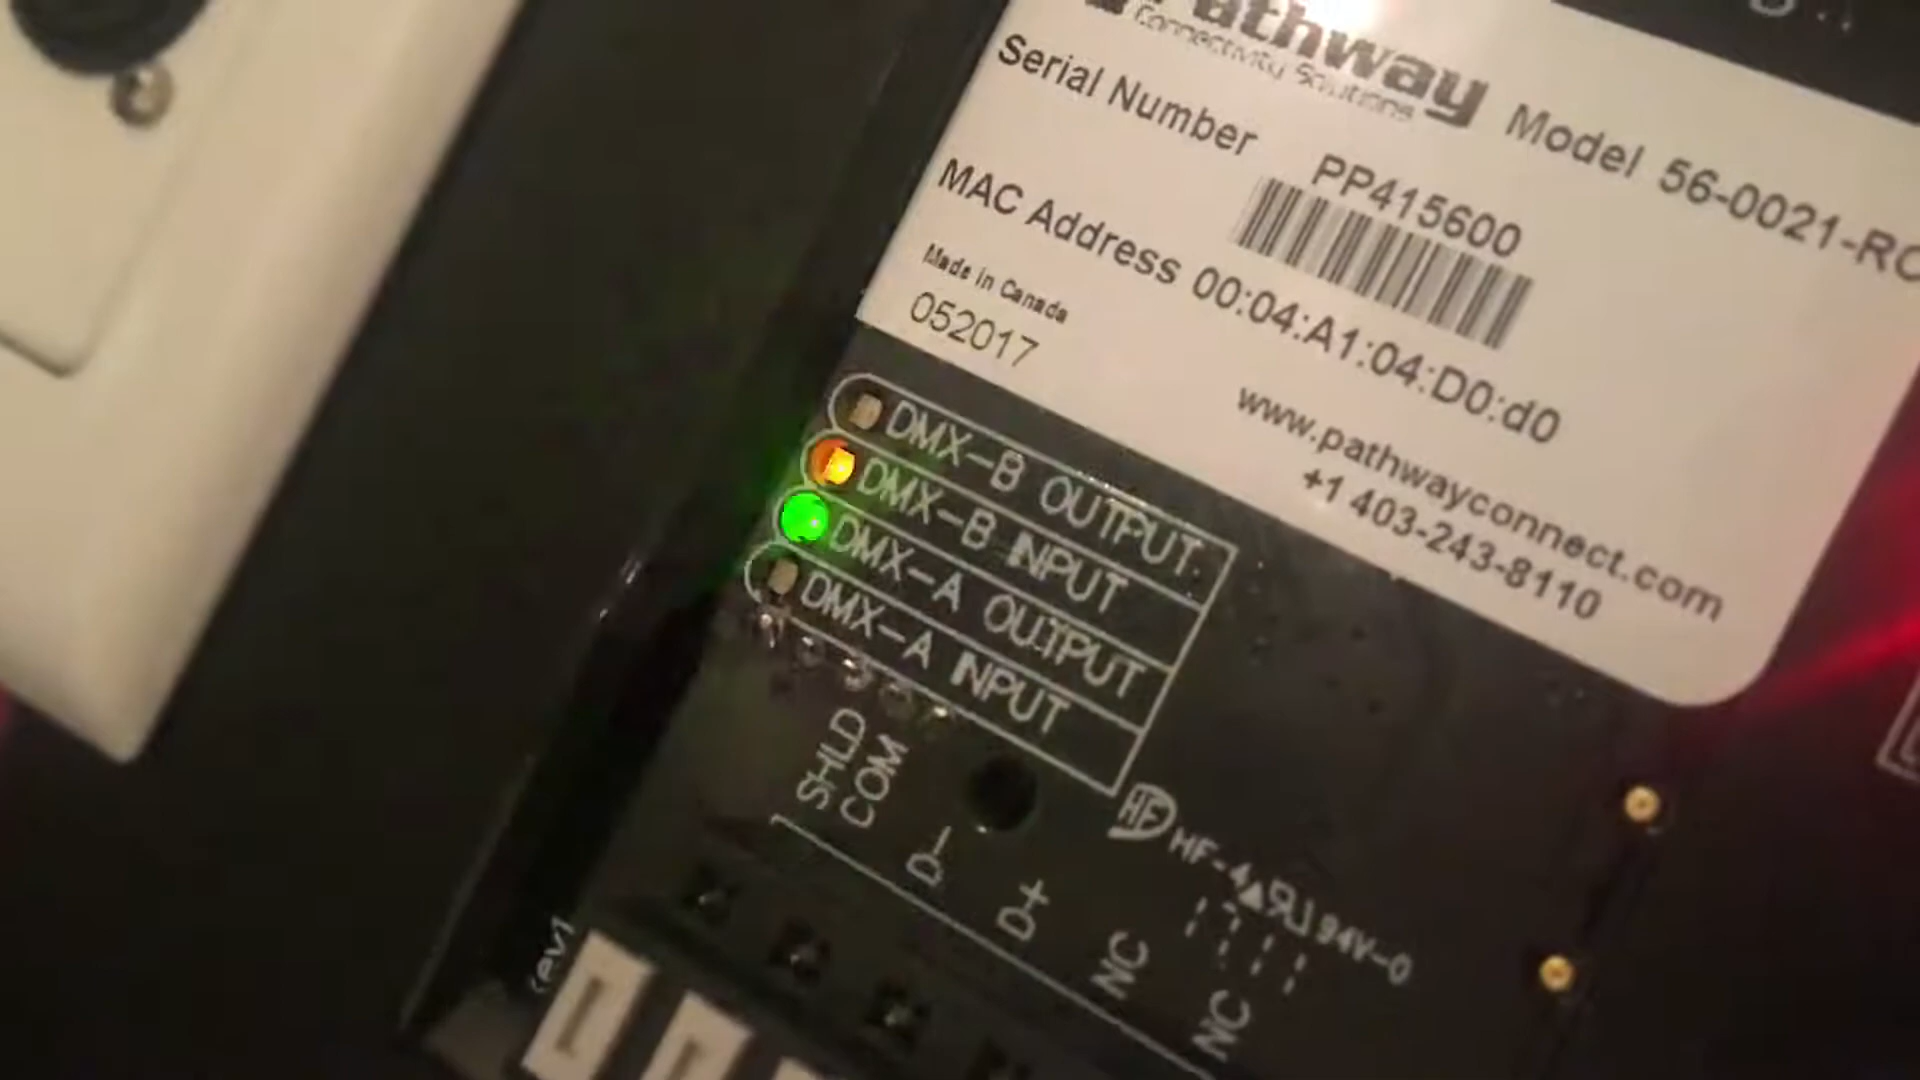 Pathway
Connectivity Solutions
Model 56-0021-RC
Serial Number
PP415600
MAC Address 00:04:A1:04:D0:d0
Made in Canada
052017
www.pathwayconnect.com
+1 403-243-8110
DMX-B OUTPUT
DMX-B INPUT
DMX-A OUTPUT
DMX-A INPUT
SHLD
COM
D-
D+
NC
NC
HF
HF-4
94V-0